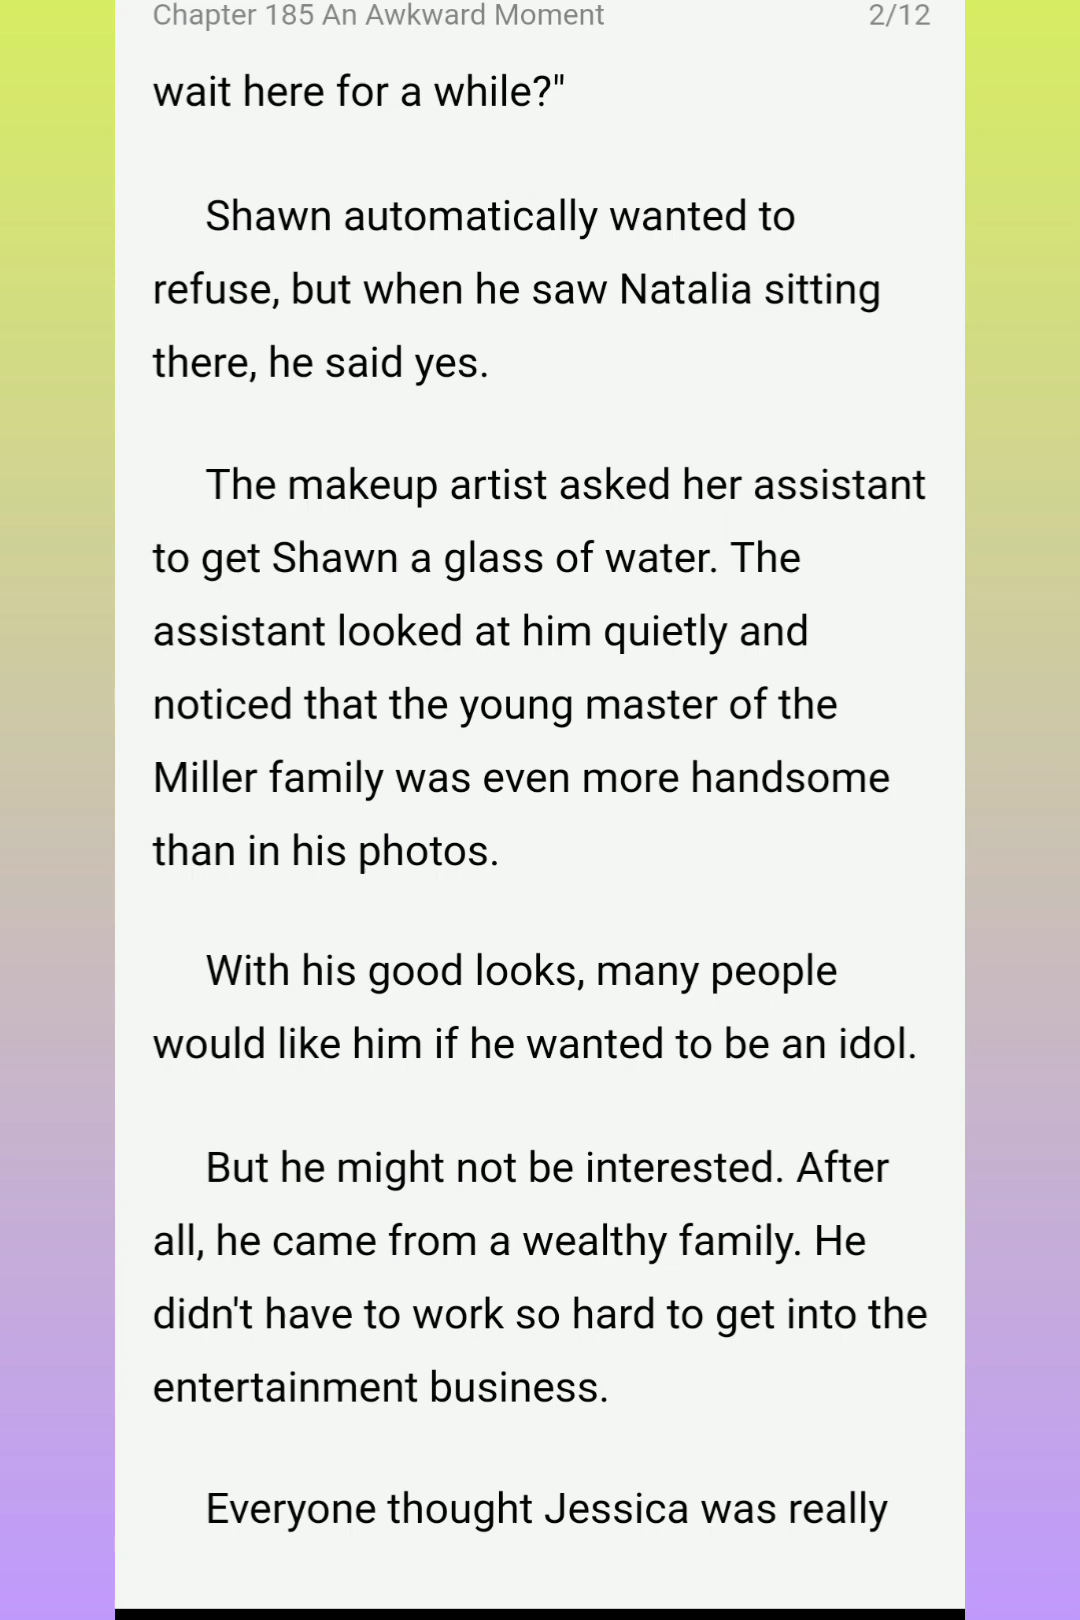 Chapter 185 An Awkward Moment 2/12
wait here for a while?"
Shawn automatically wanted to
refuse, but when he saw Natalia sitting
there, he said yes.
The makeup artist asked her assistant
to get Shawn a glass of water. The
assistant looked at him quietly and
noticed that the young master of the
Miller family was even more handsome
than in his photos.
With his good looks, many people
would like him if he wanted to be an idol.
But he might not be interested. After
all, he came from a wealthy family. He
didn't have to work so hard to get into the
entertainment business.
Everyone thought Jessica was really